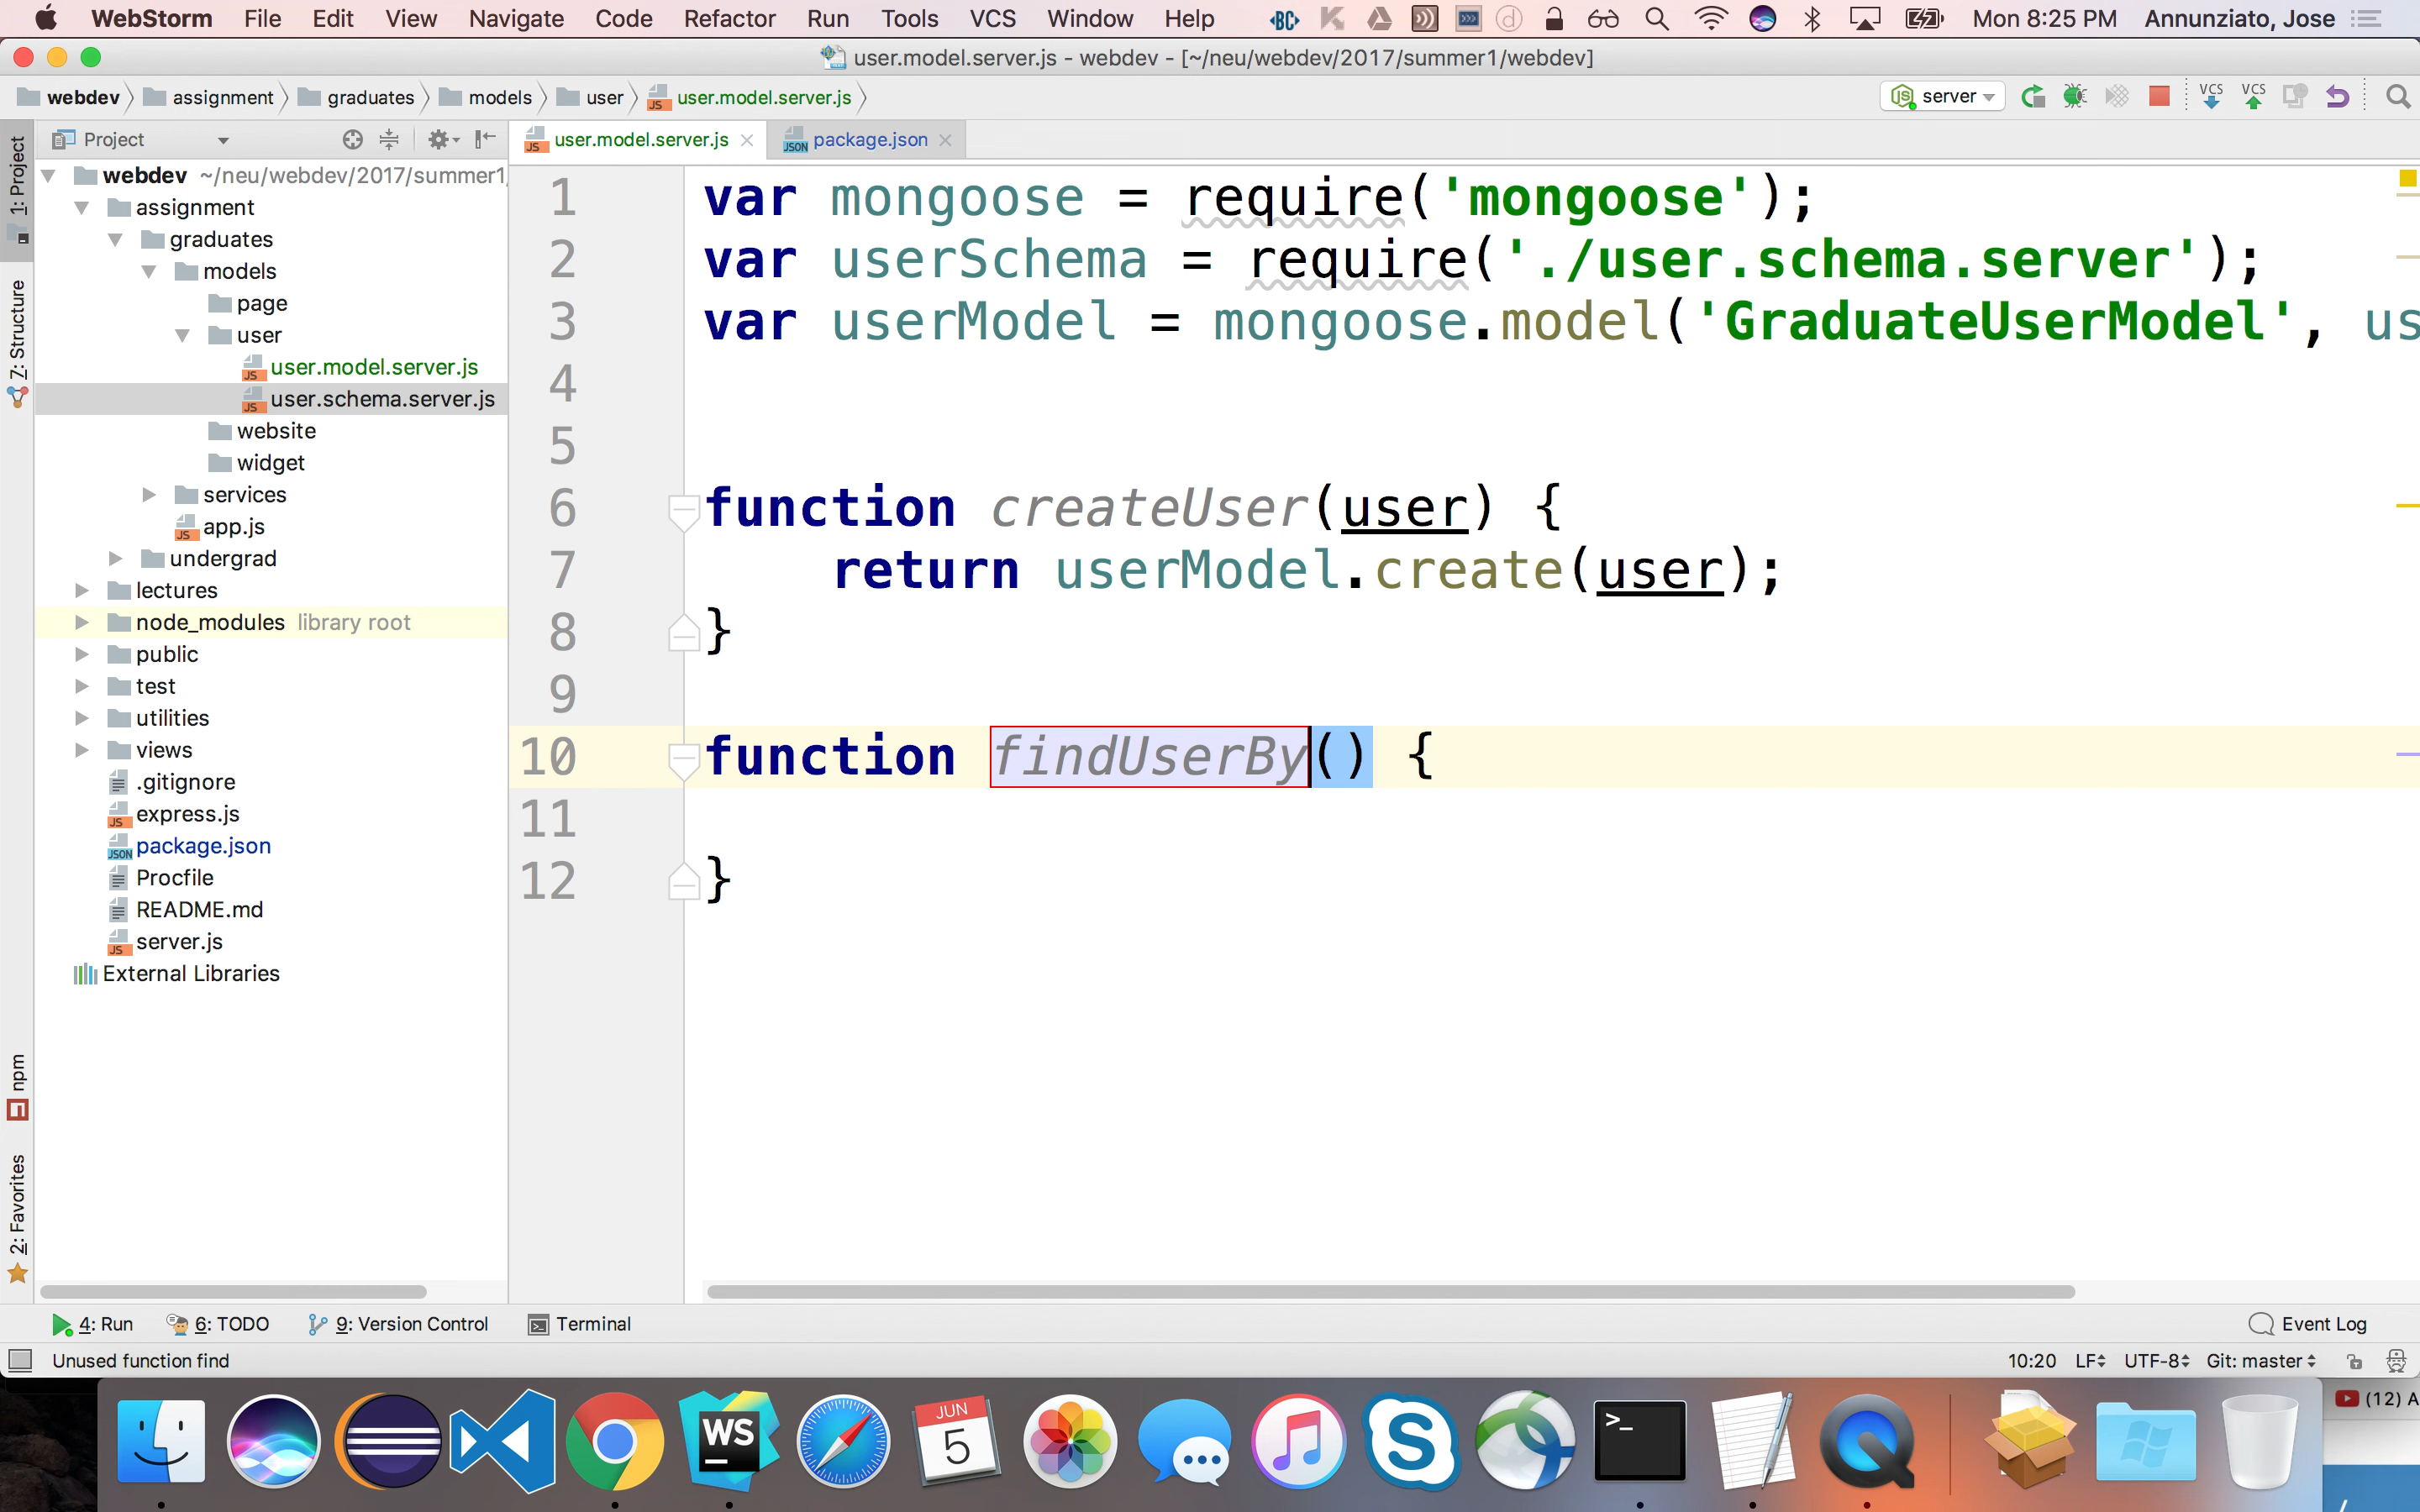 WebStorm File Edit View Navigate Code Refactor Run Tools VCS Window Help BC d Mon 8:25 PM Annunziato, Jose
user.model.server.js - webdev - [~/neu/webdev/2017/summer1/webdev]
webdev assignment graduates models user user.model.server.js server VCS VCS
Project user.model.server.js package.json
1: Project
7: Structure
npm
2: Favorites
webdev ~/neu/webdev/2017/summer1
assignment
graduates
models
page
user
user.model.server.js
user.schema.server.js
website
widget
services
app.js
undergrad
lectures
node_modules library root
public
test
utilities
views
.gitignore
express.js
package.json
Procfile
README.md
server.js
External Libraries
1 var mongoose = require('mongoose');
2 var userSchema = require('./user.schema.server');
3 var userModel = mongoose.model('GraduateUserModel', us
4
5
6 function createUser(user) {
7 return userModel.create(user);
8 }
9
10 function findUserBy() {
11
12 }
4: Run 6: TODO 9: Version Control Terminal Event Log
Unused function find 10:20 LF UTF-8 Git: master
WS JUN 5 S >_ (12) A